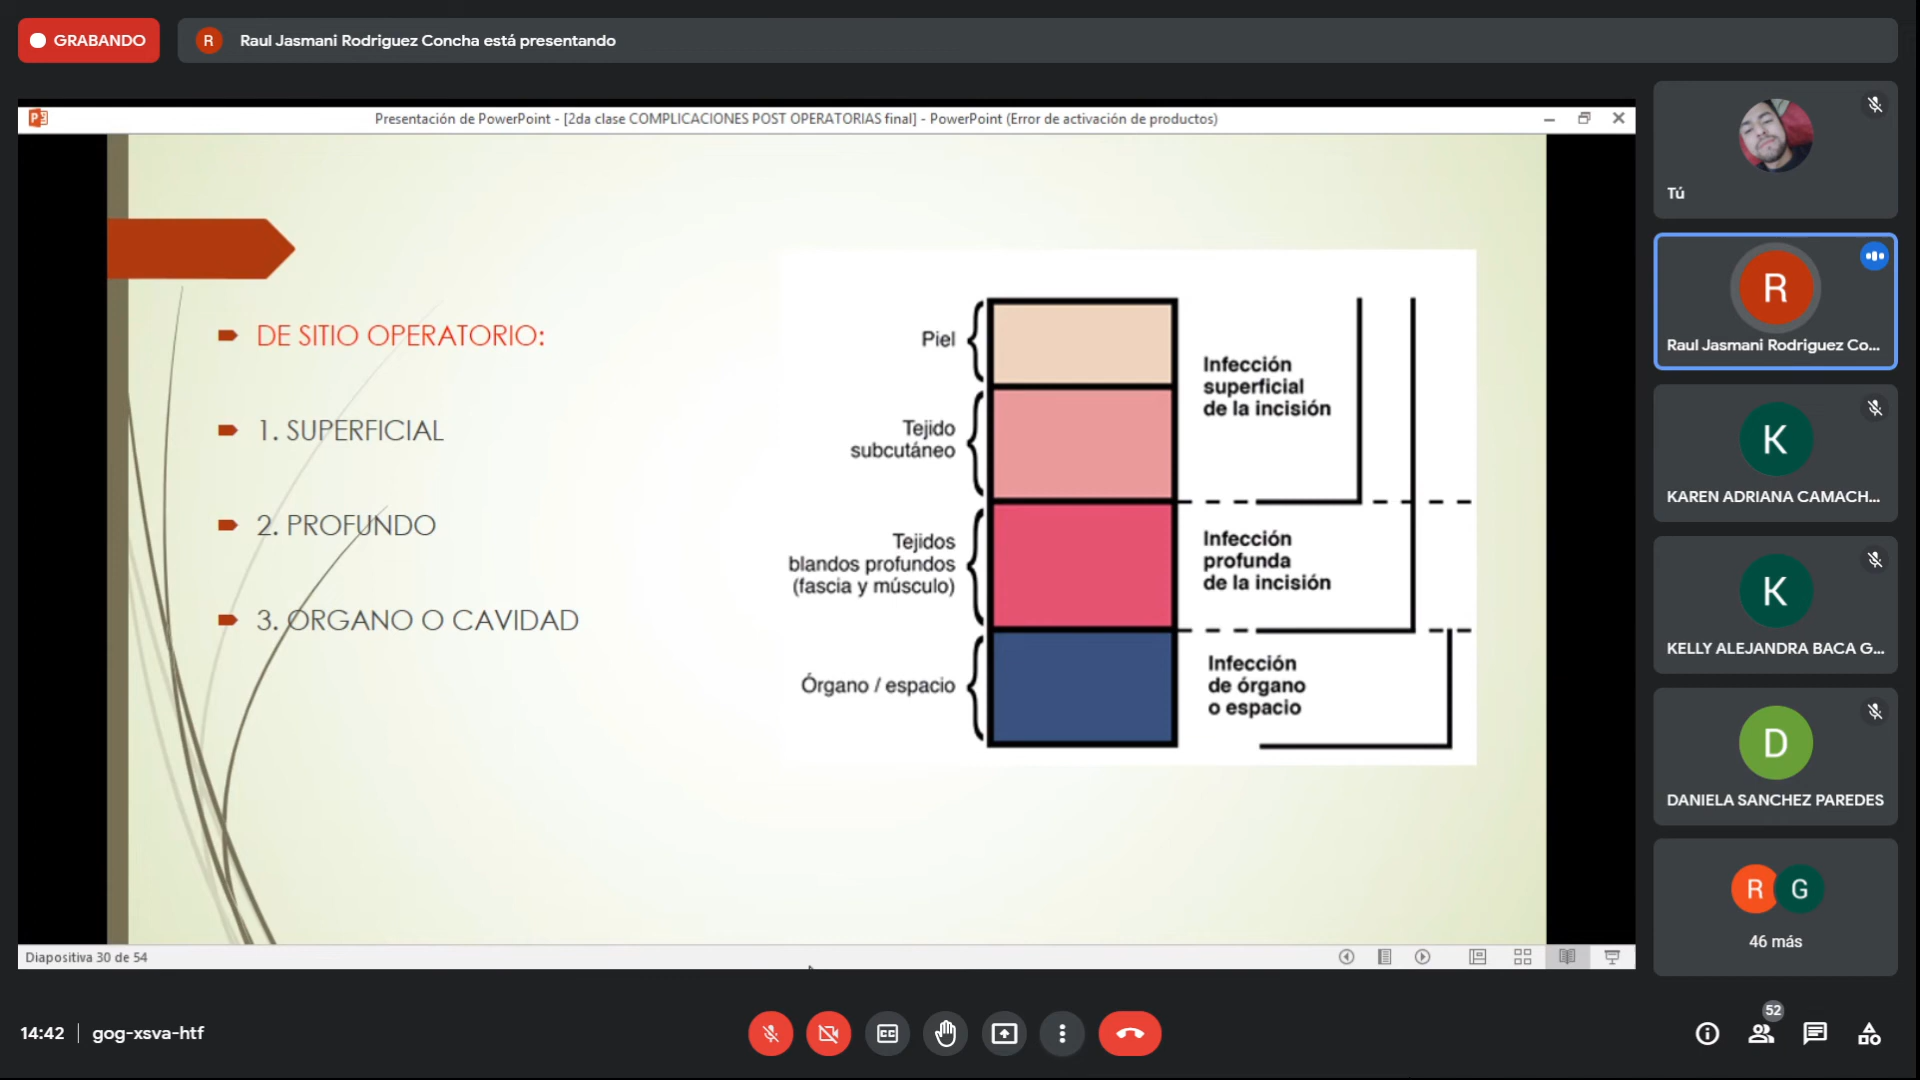 GRABANDO
R
Raul Jasmani Rodriguez Concha está presentando
Presentación de PowerPoint - [2da clase COMPLICACIONES POST OPERATORIAS final] - PowerPoint (Error de activación de productos)
DE SITIO OPERATORIO:
1. SUPERFICIAL
2. PROFUNDO
3. ORGANO O CAVIDAD
Piel
Tejido
subcutáneo
Tejidos
blandos profundos
(fascia y músculo)
Órgano / espacio
Infección
superficial
de la incisión
Infección
profunda
de la incisión
Infección
de órgano
o espacio
Diapositiva 30 de 54
Tú
R
Raul Jasmani Rodriguez Co...
K
KAREN ADRIANA CAMACH...
K
KELLY ALEJANDRA BACA G...
D
DANIELA SANCHEZ PAREDES
R G
46 más
14:42
gog-xsva-htf
CC
52